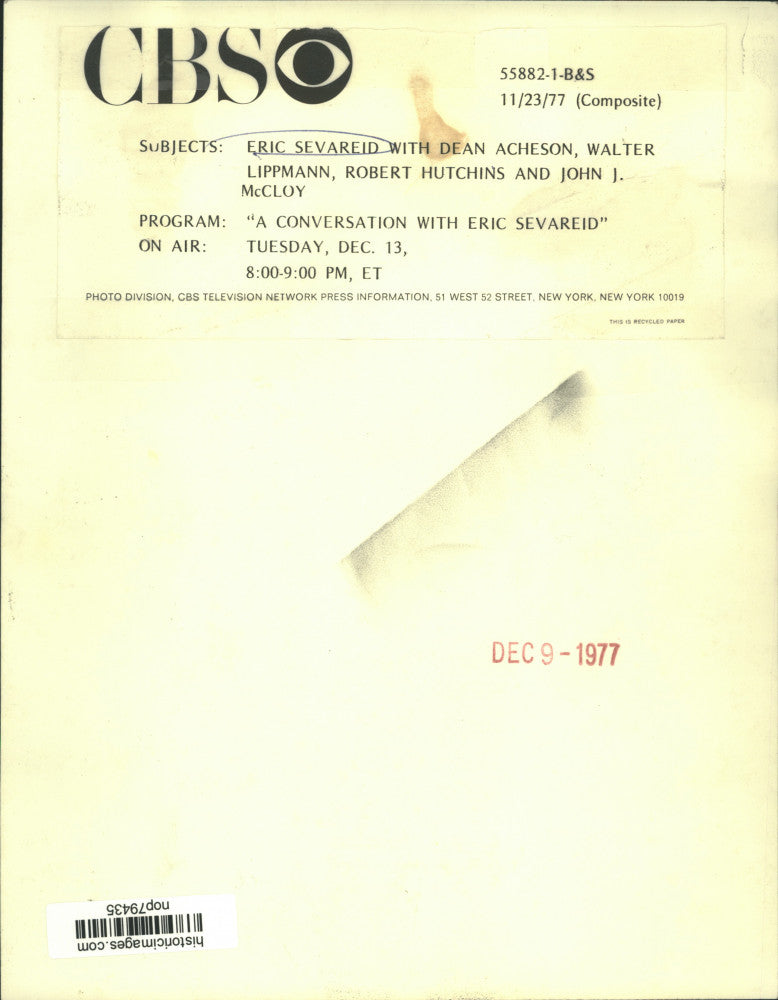 CBS
55882-1-B&S
11/23/77 (Composite)
SUBJECTS: ERIC SEVAREID WITH DEAN ACHESON, WALTER
LIPPMANN, ROBERT HUTCHINS AND JOHN J.
McCLOY
PROGRAM: “A CONVERSATION WITH ERIC SEVAREID”
ON AIR: TUESDAY, DEC. 13,
8:00-9:00 PM, ET
PHOTO DIVISION, CBS TELEVISION NETWORK PRESS INFORMATION, 51 WEST 52 STREET, NEW YORK, NEW YORK 10019
THIS IS RECYCLED PAPER
DEC 9 - 1977
historicimages.com
nop79435